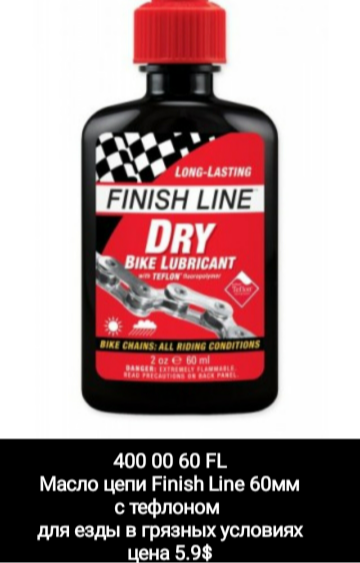 LONG-LASTING
FINISH LINE™
DRY
BIKE LUBRICANT
with TEFLON® fluoropolymer
BIKE CHAINS: ALL RIDING CONDITIONS
2 oz ℮ 60 ml
DANGER: EXTREMELY FLAMMABLE.
READ PRECAUTIONS ON BACK PANEL.
400 00 60 FL
Масло цепи Finish Line 60мм
с тефлоном
для езды в грязных условиях
цена 5.9$